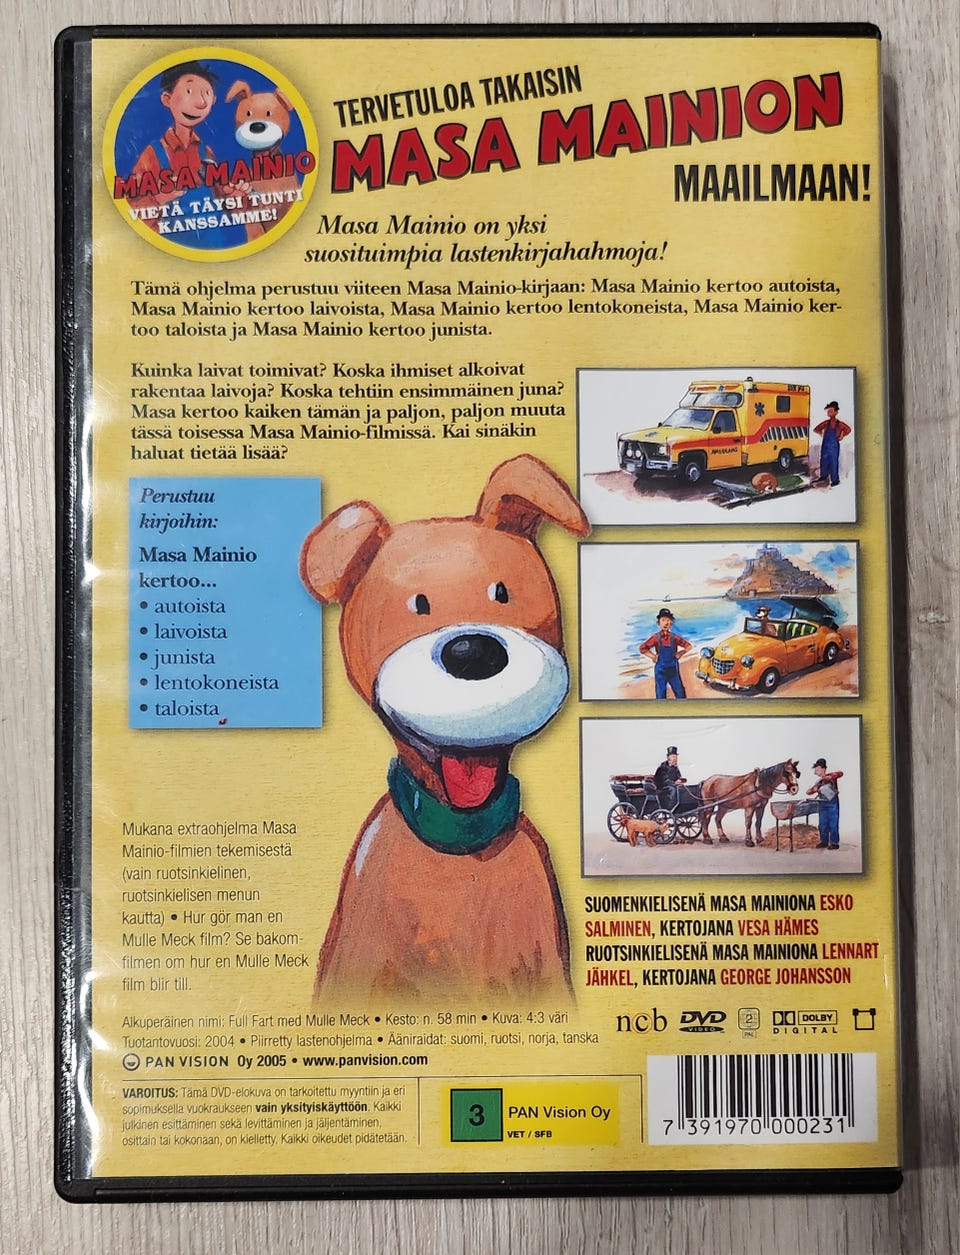 MASA MAINIO
VIETÄ TÄYSI TUNTI
KANSSAMME!
TERVETULOA TAKAISIN
MASA MAINION
MAAILMAAN!
Masa Mainio on yksi
suosituimpia lastenkirjahahmoja!
Tämä ohjelma perustuu viiteen Masa Mainio-kirjaan: Masa Mainio kertoo autoista,
Masa Mainio kertoo laivoista, Masa Mainio kertoo lentokoneista, Masa Mainio ker-
too taloista ja Masa Mainio kertoo junista.
Kuinka laivat toimivat? Koska ihmiset alkoivat
rakentaa laivoja? Koska tehtiin ensimmäinen juna?
Masa kertoo kaiken tämän ja paljon, paljon muuta
tässä toisessa Masa Mainio-filmissä. Kai sinäkin
haluat tietää lisää?
Perustuu
kirjoihin:
Masa Mainio
kertoo...
• autoista
• laivoista
• junista
• lentokoneista
• taloista
AMBULANS
Mukana extraohjelma Masa
Mainio-filmien tekemisestä
(vain ruotsinkielinen,
ruotsinkielisen menun
kautta) • Hur gör man en
Mulle Meck film? Se bakom-
filmen om hur en Mulle Meck
film blir till.
SUOMENKIELISENÄ MASA MAINIONA ESKO
SALMINEN, KERTOJANA VESA HÄMES
RUOTSINKIELISENÄ MASA MAINIONA LENNART
JÄHKEL, KERTOJANA GEORGE JOHANSSON
Alkuperäinen nimi: Full Fart med Mulle Meck • Kesto: n. 58 min • Kuva: 4:3 väri
Tuotantovuosi: 2004 • Piirretty lastenohjelma • Ääniraidat: suomi, ruotsi, norja, tanska
PAN VISION Oy 2005 • www.panvision.com
ncb DVD VIDEO 2 PAL DOLBY DIGITAL
VAROITUS: Tämä DVD-elokuva on tarkoitettu myyntiin ja eri
sopimuksella vuokraukseen vain yksityiskäyttöön. Kaikki
julkinen esittäminen sekä levittäminen ja jäljentäminen,
osittain tai kokonaan, on kielletty. Kaikki oikeudet pidätetään.
3 PAN Vision Oy
VET / SFB
7 391970 000231